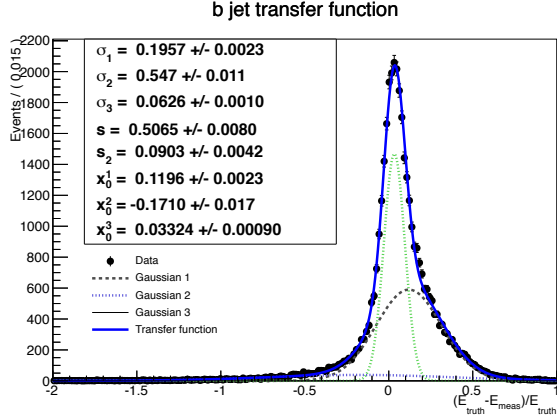 b jet transfer function
Events / ( 0.015 )
2200
2000
1800
1600
1400
1200
1000
800
600
400
200
0
σ1 = 0.1957 +/- 0.0023
σ2 = 0.547 +/- 0.011
σ3 = 0.0626 +/- 0.0010
s = 0.5065 +/- 0.0080
s2 = 0.0903 +/- 0.0042
x₀¹ = 0.1196 +/- 0.0023
x₀² = -0.1710 +/- 0.017
x₀³ = 0.03324 +/- 0.00090
Data
Gaussian 1
Gaussian 2
Gaussian 3
Transfer function
-2 -1.5 -1 -0.5 0 0.5 1
(E_truth-E_meas)/E_truth